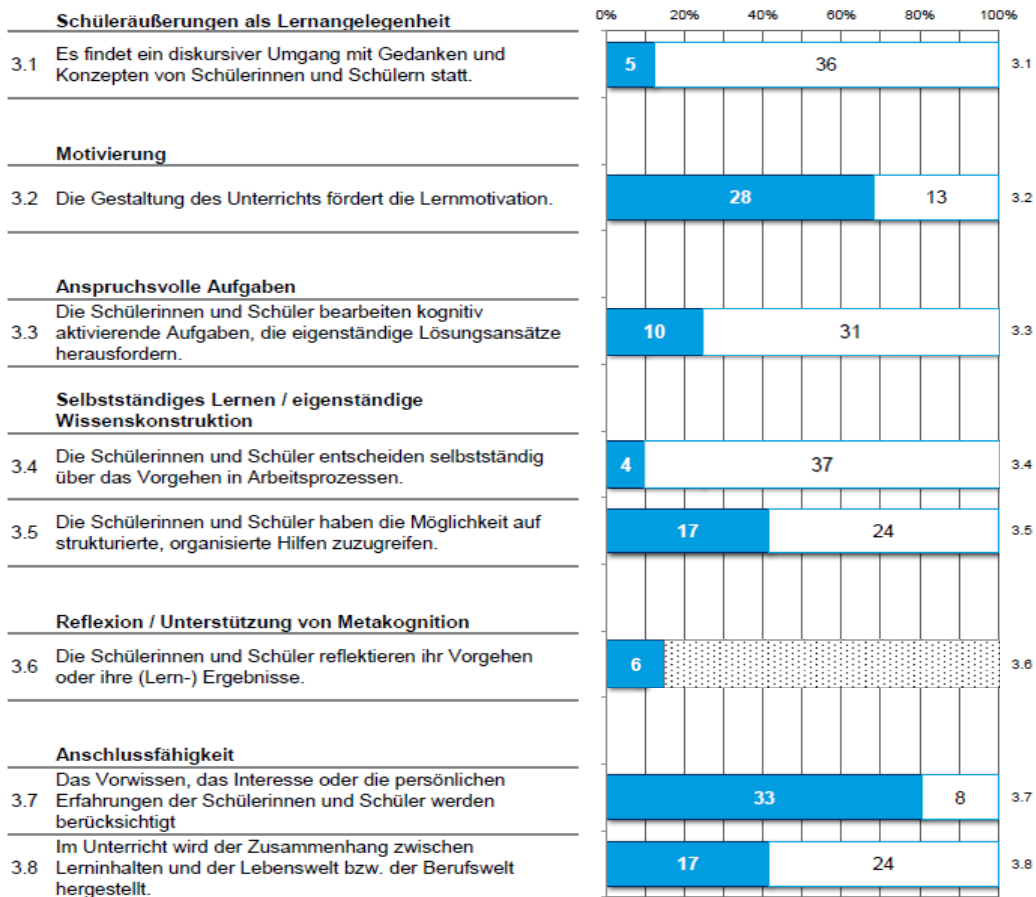 Schüleräußerungen als Lernangelegenheit
0% 20% 40% 60% 80% 100%
3.1 Es findet ein diskursiver Umgang mit Gedanken und
Konzepten von Schülerinnen und Schülern statt.
5 36 3.1
Motivierung
3.2 Die Gestaltung des Unterrichts fördert die Lernmotivation.
28 13 3.2
Anspruchsvolle Aufgaben
3.3 Die Schülerinnen und Schüler bearbeiten kognitiv
aktivierende Aufgaben, die eigenständige Lösungsansätze
herausfordern.
10 31 3.3
Selbstständiges Lernen / eigenständige
Wissenskonstruktion
3.4 Die Schülerinnen und Schüler entscheiden selbstständig
über das Vorgehen in Arbeitsprozessen.
4 37 3.4
3.5 Die Schülerinnen und Schüler haben die Möglichkeit auf
strukturierte, organisierte Hilfen zuzugreifen.
17 24 3.5
Reflexion / Unterstützung von Metakognition
3.6 Die Schülerinnen und Schüler reflektieren ihr Vorgehen
oder ihre (Lern-) Ergebnisse.
6 3.6
Anschlussfähigkeit
3.7 Das Vorwissen, das Interesse oder die persönlichen
Erfahrungen der Schülerinnen und Schüler werden
berücksichtigt
33 8 3.7
3.8 Im Unterricht wird der Zusammenhang zwischen
Lerninhalten und der Lebenswelt bzw. der Berufswelt
hergestellt.
17 24 3.8